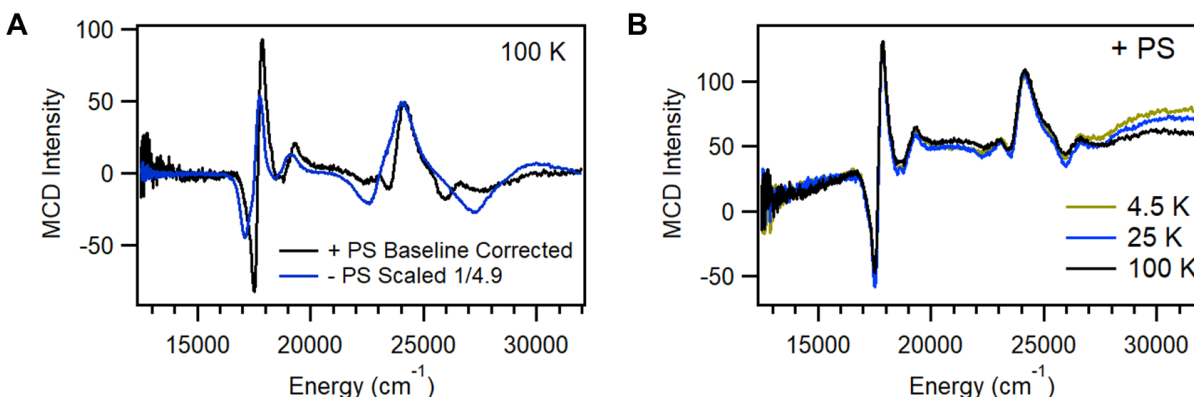 A
100 K
MCD Intensity
100
50
0
-50
+ PS Baseline Corrected
- PS Scaled 1/4.9
15000 20000 25000 30000
Energy (cm⁻¹)
B
+ PS
MCD Intensity
100
50
0
-50
4.5 K
25 K
100 K
15000 20000 25000 30000
Energy (cm⁻¹)